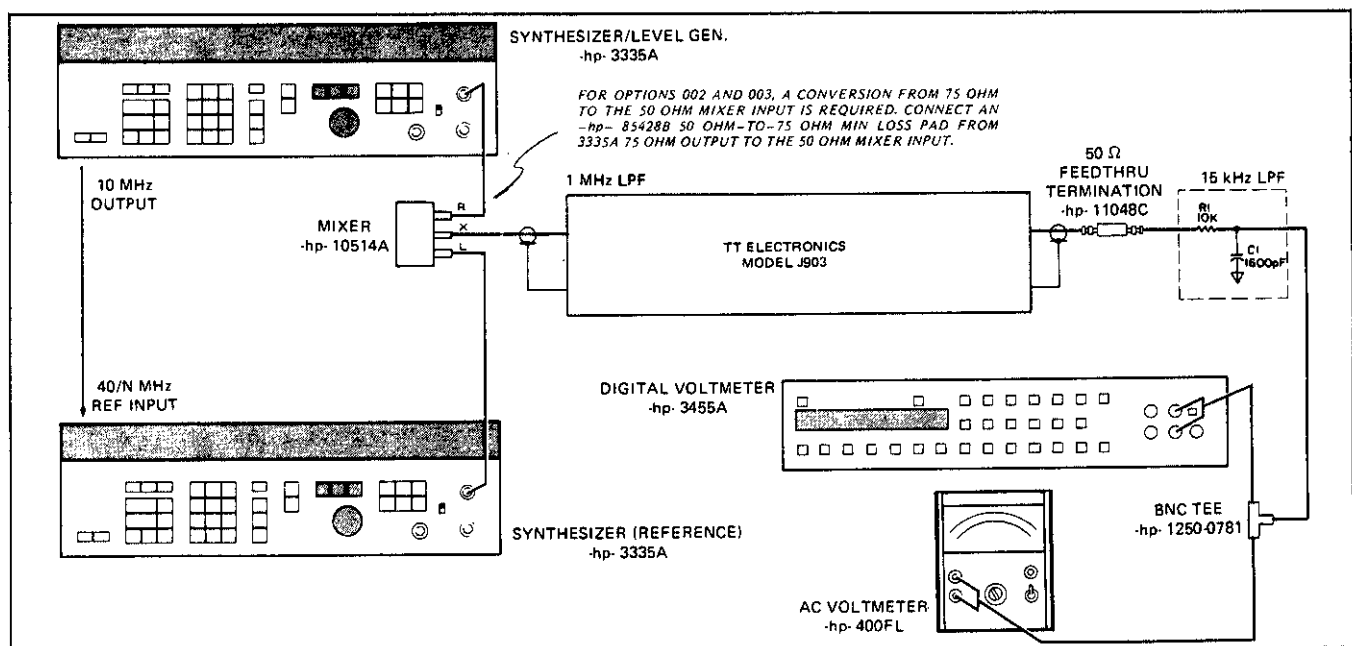 SYNTHESIZER/LEVEL GEN.
-hp- 3335A
FOR OPTIONS 002 AND 003, A CONVERSION FROM 75 OHM
TO THE 50 OHM MIXER INPUT IS REQUIRED. CONNECT AN
-hp- 85428B 50 OHM-TO-75 OHM MIN LOSS PAD FROM
3335A 75 OHM OUTPUT TO THE 50 OHM MIXER INPUT.
10 MHz
OUTPUT
MIXER
-hp- 10514A
R
X
L
1 MHz LPF
TT ELECTRONICS
MODEL J903
50 Ω
FEEDTHRU
TERMINATION
-hp- 11048C
15 kHz LPF
R1
10K
C1
1600pF
40/N MHz
REF INPUT
DIGITAL VOLTMETER
-hp- 3455A
SYNTHESIZER (REFERENCE)
-hp- 3335A
BNC TEE
-hp- 1250-0781
AC VOLTMETER
-hp- 400FL